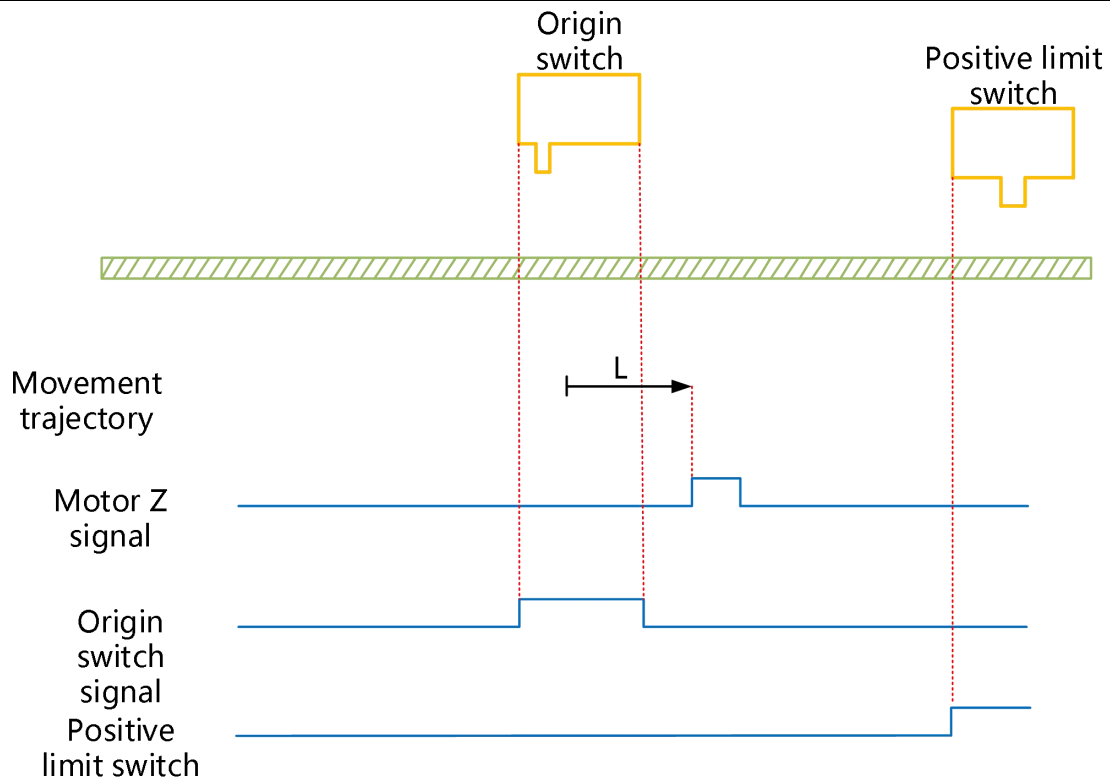 Origin
switch
Positive limit
switch
L
Movement
trajectory
Motor Z
signal
Origin
switch
signal
Positive
limit switch